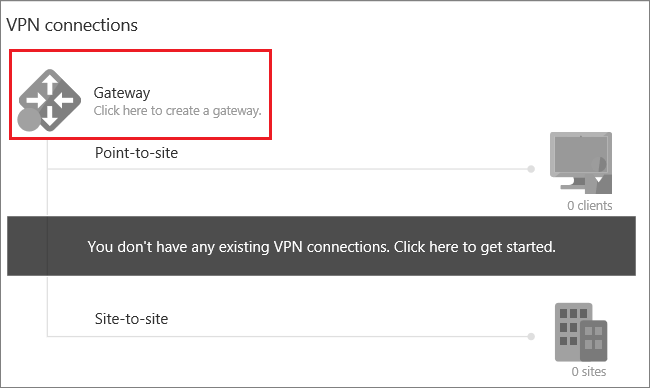 VPN connections
Gateway
Click here to create a gateway.
Point-to-site
0 clients
You don't have any existing VPN connections. Click here to get started.
Site-to-site
0 sites